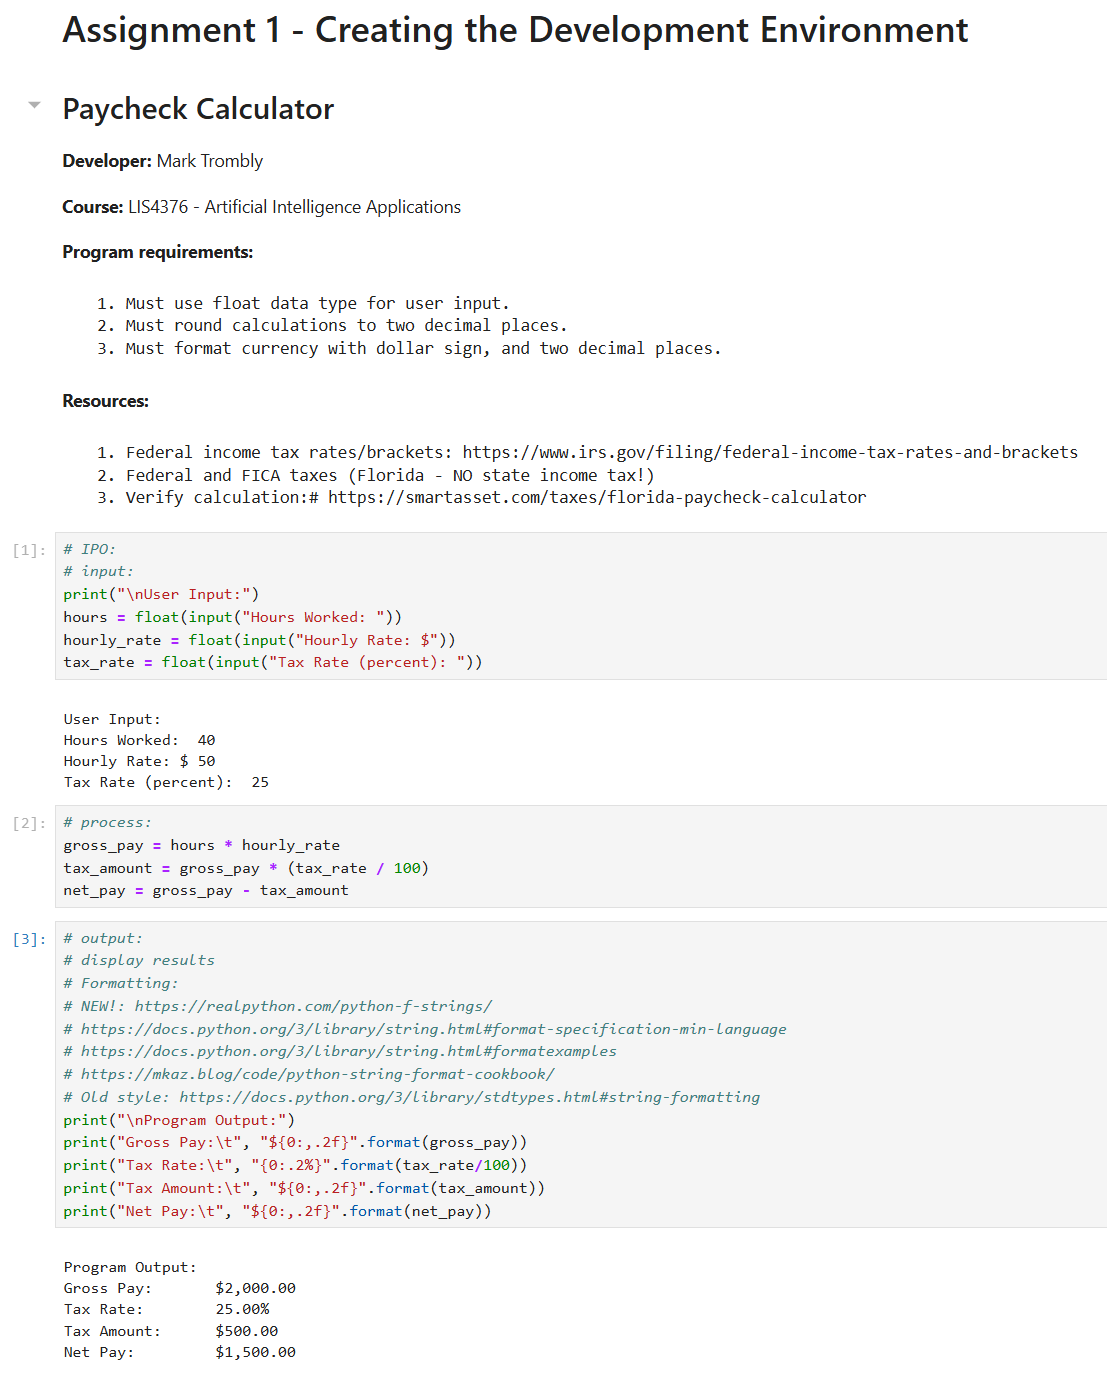 Assignment 1 - Creating the Development Environment
Paycheck Calculator
Developer: Mark Trombly
Course: LIS4376 - Artificial Intelligence Applications
Program requirements:
1. Must use float data type for user input.
2. Must round calculations to two decimal places.
3. Must format currency with dollar sign, and two decimal places.
Resources:
1. Federal income tax rates/brackets: https://www.irs.gov/filing/federal-income-tax-rates-and-brackets
2. Federal and FICA taxes (Florida - NO state income tax!)
3. Verify calculation:# https://smartasset.com/taxes/florida-paycheck-calculator
[1]: # IPO:
# input:
print("\nUser Input:")
hours = float(input("Hours Worked: "))
hourly_rate = float(input("Hourly Rate: $"))
tax_rate = float(input("Tax Rate (percent): "))
User Input:
Hours Worked:  40
Hourly Rate: $ 50
Tax Rate (percent):  25
[2]: # process:
gross_pay = hours * hourly_rate
tax_amount = gross_pay * (tax_rate / 100)
net_pay = gross_pay - tax_amount
[3]: # output:
# display results
# Formatting:
# NEW!: https://realpython.com/python-f-strings/
# https://docs.python.org/3/library/string.html#format-specification-min-language
# https://docs.python.org/3/library/string.html#formatexamples
# https://mkaz.blog/code/python-string-format-cookbook/
# Old style: https://docs.python.org/3/library/stdtypes.html#string-formatting
print("\nProgram Output:")
print("Gross Pay:\t", "${0:,.2f}".format(gross_pay))
print("Tax Rate:\t", "{0:.2%}".format(tax_rate/100))
print("Tax Amount:\t", "${0:,.2f}".format(tax_amount))
print("Net Pay:\t", "${0:,.2f}".format(net_pay))
Program Output:
Gross Pay:       $2,000.00
Tax Rate:        25.00%
Tax Amount:      $500.00
Net Pay:         $1,500.00